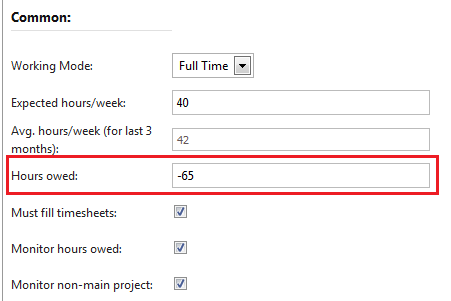 Common:
Working Mode: Full Time
Expected hours/week: 40
Avg. hours/week (for last 3
months): 42
Hours owed: -65
Must fill timesheets:
Monitor hours owed:
Monitor non-main project: